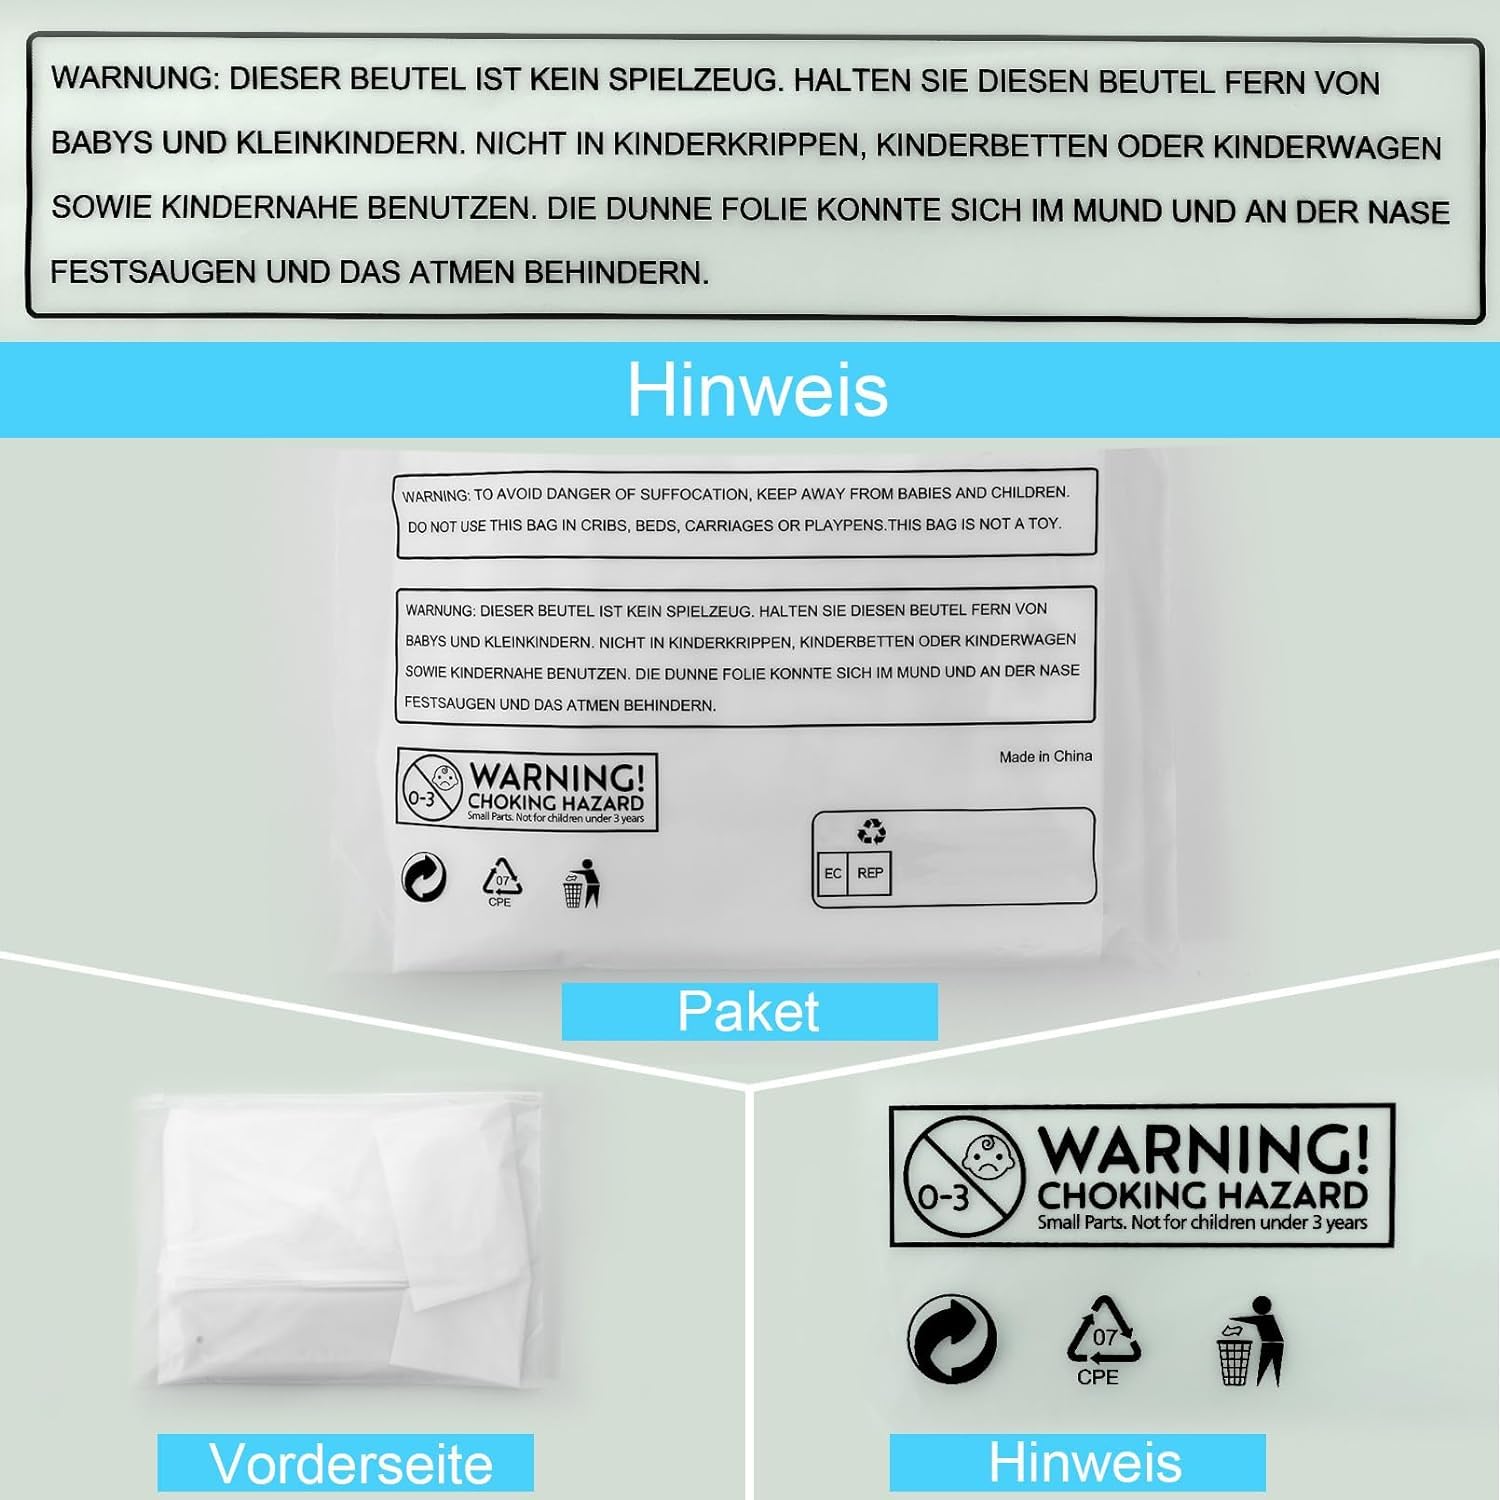 WARNUNG: DIESER BEUTEL IST KEIN SPIELZEUG. HALTEN SIE DIESEN BEUTEL FERN VON
BABYS UND KLEINKINDERN. NICHT IN KINDERKRIPPEN, KINDERBETTEN ODER KINDERWAGEN
SOWIE KINDERNAHE BENUTZEN. DIE DUNNE FOLIE KONNTE SICH IM MUND UND AN DER NASE
FESTSAUGEN UND DAS ATMEN BEHINDERN.
Hinweis
WARNING: TO AVOID DANGER OF SUFFOCATION, KEEP AWAY FROM BABIES AND CHILDREN.
DO NOT USE THIS BAG IN CRIBS, BEDS, CARRIAGES OR PLAYPENS.THIS BAG IS NOT A TOY.
WARNUNG: DIESER BEUTEL IST KEIN SPIELZEUG. HALTEN SIE DIESEN BEUTEL FERN VON
BABYS UND KLEINKINDERN. NICHT IN KINDERKRIPPEN, KINDERBETTEN ODER KINDERWAGEN
SOWIE KINDERNAHE BENUTZEN. DIE DUNNE FOLIE KONNTE SICH IM MUND UND AN DER NASE
FESTSAUGEN UND DAS ATMEN BEHINDERN.
Made in China
0-3
WARNING!
CHOKING HAZARD
Small Parts. Not for children under 3 years
07
CPE
EC REP
Paket
Vorderseite
0-3
WARNING!
CHOKING HAZARD
Small Parts. Not for children under 3 years
07
CPE
Hinweis